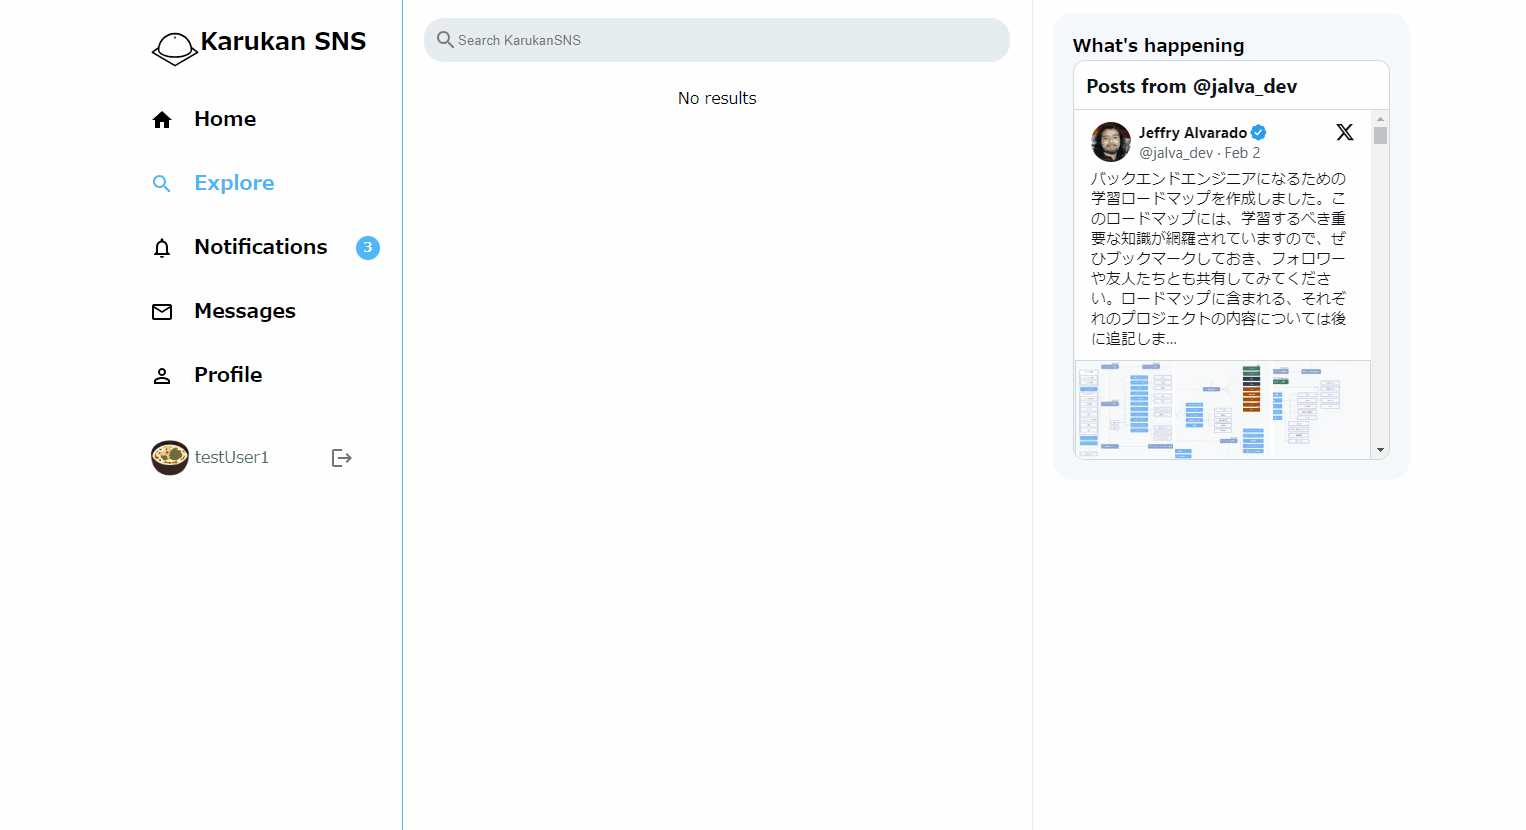 Karukan SNS
Home
Explore
Notifications
3
Messages
Profile
testUser1
Search KarukanSNS
No results
What's happening
Posts from @jalva_dev
Jeffry Alvarado
@jalva_dev · Feb 2
バックエンドエンジニアになるための
学習ロードマップを作成しました。こ
のロードマップには、学習するべき重
要な知識が網羅されていますので、ぜ
ひブックマークしておき、フォロワー
や友人たちとも共有してみてくださ
い。ロードマップに含まれる、それぞ
れのプロジェクトの内容については後
に追記しま…